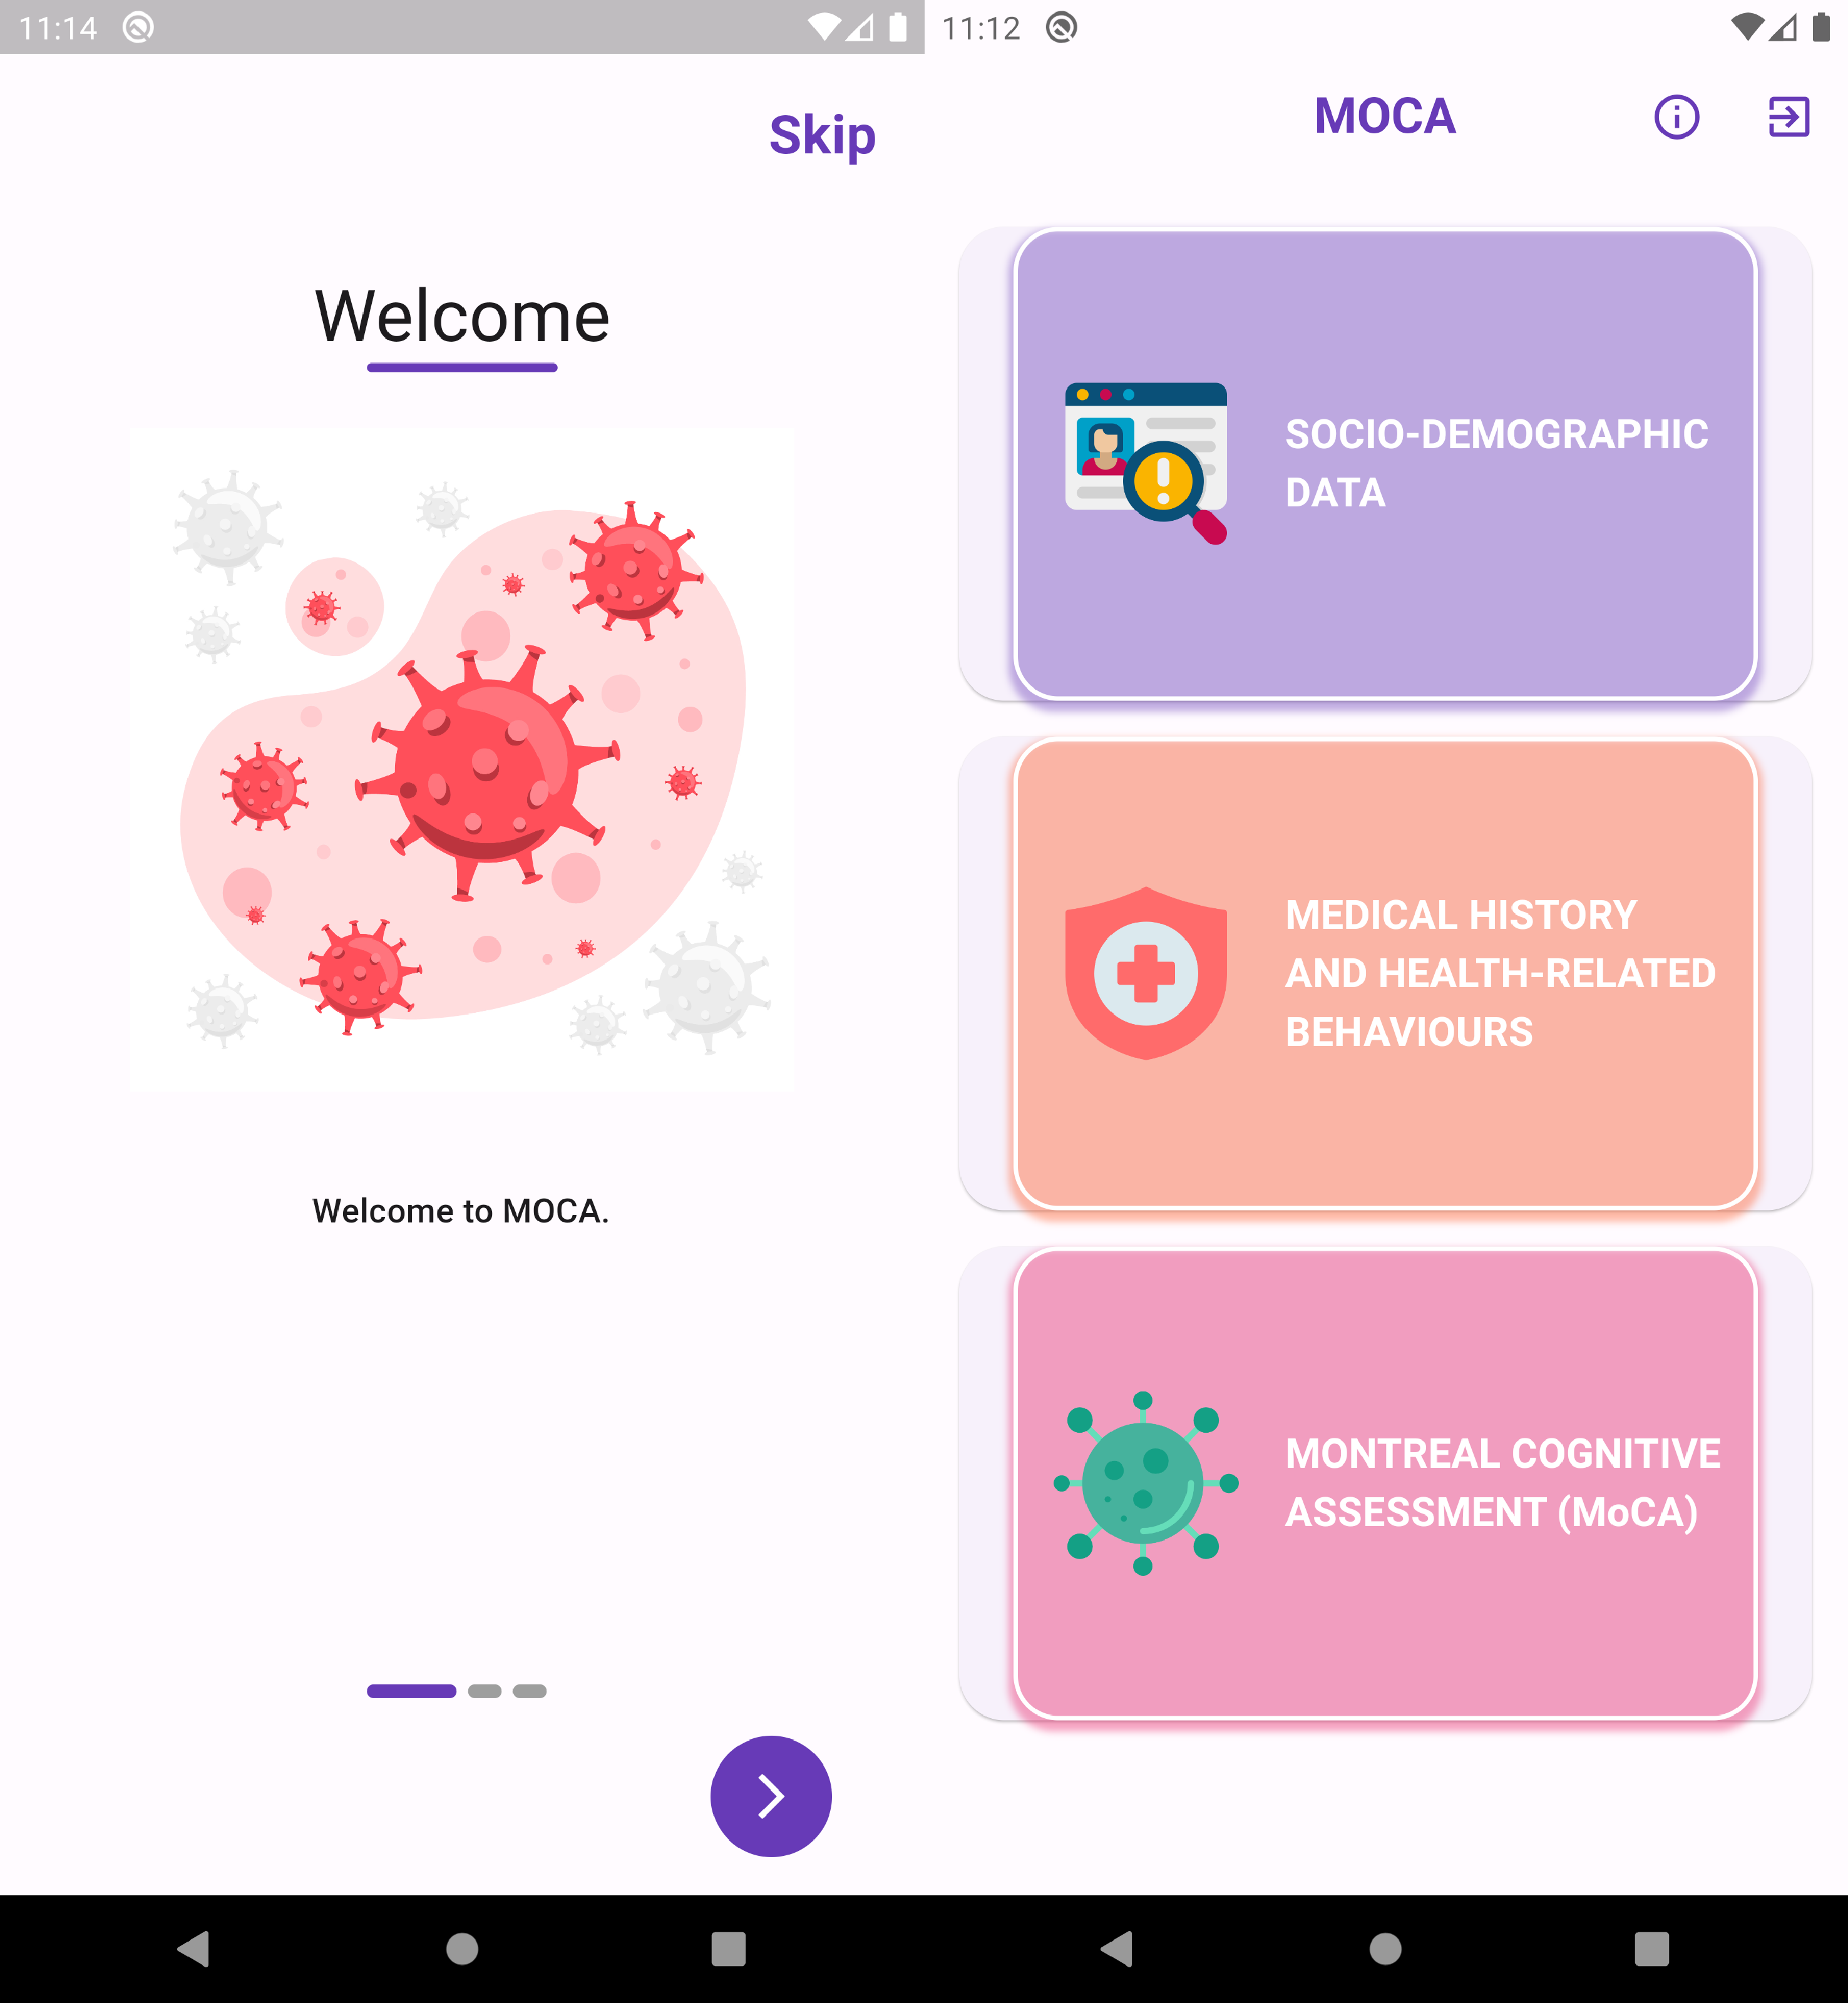 11:14
Skip
Welcome
Welcome to MOCA.
11:12
MOCA
SOCIO-DEMOGRAPHIC
DATA
MEDICAL HISTORY
AND HEALTH-RELATED
BEHAVIOURS
MONTREAL COGNITIVE
ASSESSMENT (MoCA)